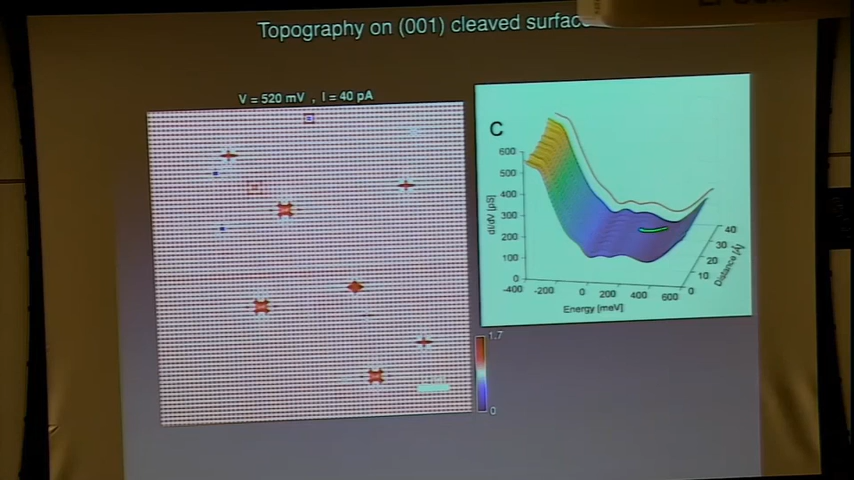 Topography on (001) cleaved surface
V = 520 mV , I = 40 pA
C
600
500
400
300
200
100
0
dI/dV [pS]
-400 -200 0 200 400 600
Energy [meV]
0 10 20 30 40
Distance [Å]
1.7
0